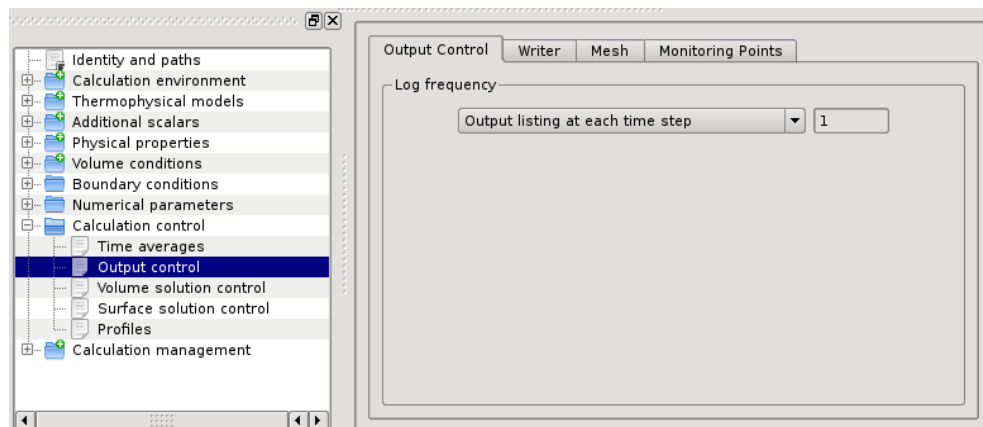 Identity and paths
Calculation environment
Thermophysical models
Additional scalars
Physical properties
Volume conditions
Boundary conditions
Numerical parameters
Calculation control
Time averages
Output control
Volume solution control
Surface solution control
Profiles
Calculation management
Output Control Writer Mesh Monitoring Points
Log frequency
Output listing at each time step 1